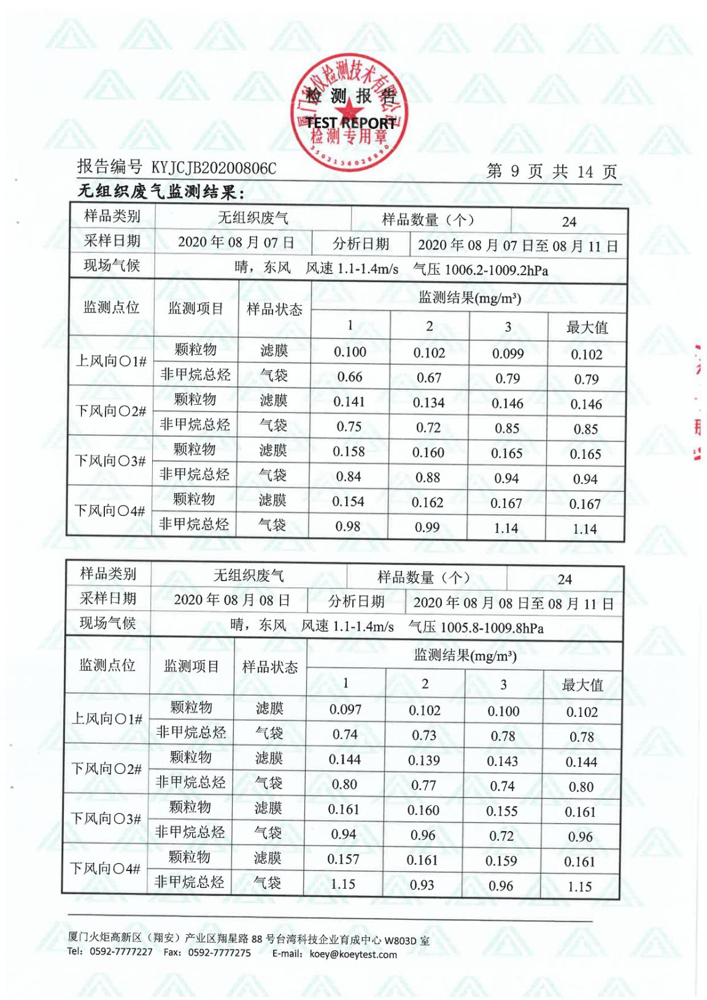 厦门科仪检测技术有限公司
检测报告
TEST REPORT
检测专用章
3502136028890
报告编号 KYJCJB20200806C 第 9 页 共 14 页
无组织废气监测结果：
样品类别 无组织废气 样品数量（个） 24
采样日期 2020 年 08 月 07 日 分析日期 2020 年 08 月 07 日至 08 月 11 日
现场气候 晴，东风 风速 1.1-1.4m/s 气压 1006.2-1009.2hPa
监测点位 监测项目 样品状态 监测结果(mg/m³)
1 2 3 最大值
上风向○1# 颗粒物 滤膜 0.100 0.102 0.099 0.102
非甲烷总烃 气袋 0.66 0.67 0.79 0.79
下风向○2# 颗粒物 滤膜 0.141 0.134 0.146 0.146
非甲烷总烃 气袋 0.75 0.72 0.85 0.85
下风向○3# 颗粒物 滤膜 0.158 0.160 0.165 0.165
非甲烷总烃 气袋 0.84 0.88 0.94 0.94
下风向○4# 颗粒物 滤膜 0.154 0.162 0.167 0.167
非甲烷总烃 气袋 0.98 0.99 1.14 1.14
样品类别 无组织废气 样品数量（个） 24
采样日期 2020 年 08 月 08 日 分析日期 2020 年 08 月 08 日至 08 月 11 日
现场气候 晴，东风 风速 1.1-1.4m/s 气压 1005.8-1009.8hPa
监测点位 监测项目 样品状态 监测结果(mg/m³)
1 2 3 最大值
上风向○1# 颗粒物 滤膜 0.097 0.102 0.100 0.102
非甲烷总烃 气袋 0.74 0.73 0.78 0.78
下风向○2# 颗粒物 滤膜 0.144 0.139 0.143 0.144
非甲烷总烃 气袋 0.80 0.77 0.74 0.80
下风向○3# 颗粒物 滤膜 0.161 0.160 0.155 0.161
非甲烷总烃 气袋 0.94 0.96 0.72 0.96
下风向○4# 颗粒物 滤膜 0.157 0.161 0.159 0.161
非甲烷总烃 气袋 1.15 0.93 0.96 1.15
厦门火炬高新区（翔安）产业区翔星路 88 号台湾科技企业育成中心 W803D 室
Tel：0592-7777227 Fax：0592-7777275 E-mail：koey@koeytest.com